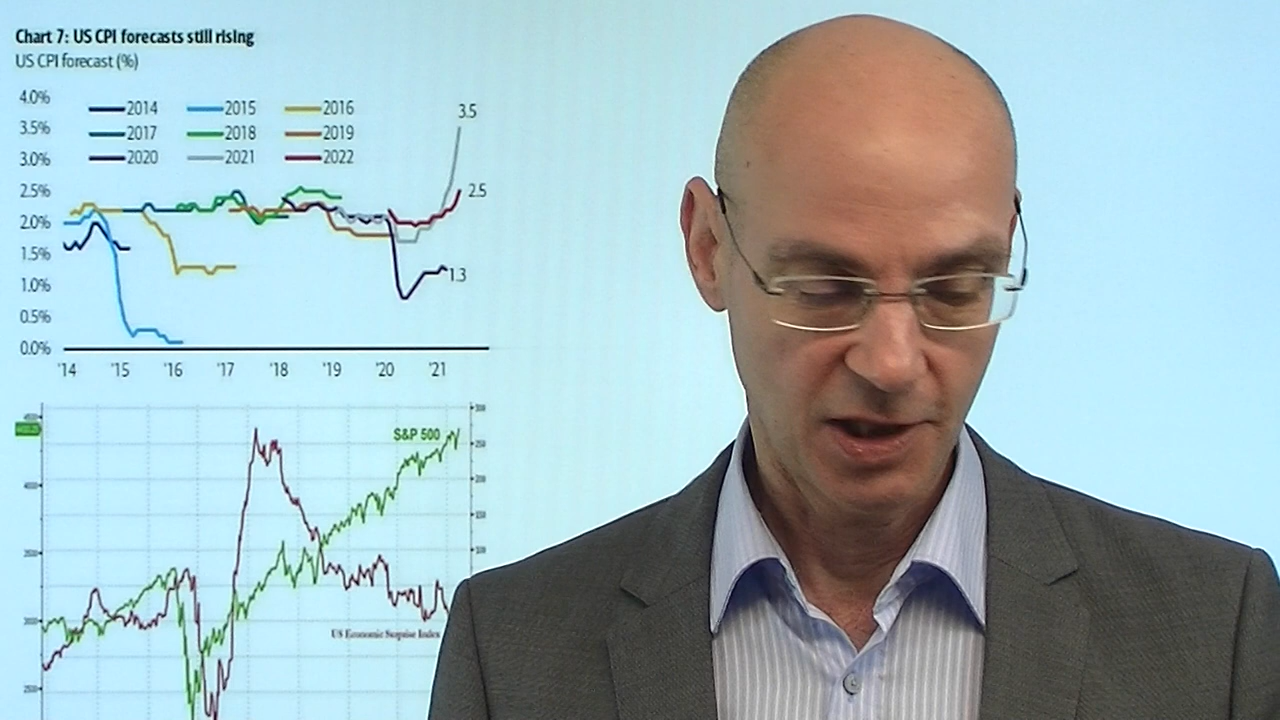 Chart 7: US CPI forecasts still rising
US CPI forecast (%)
4.0%
3.5%
3.0%
2.5%
2.0%
1.5%
1.0%
0.5%
0.0%
2014 2015 2016
2017 2018 2019
2020 2021 2022
3.5
2.5
1.3
'14 '15 '16 '17 '18 '19 '20 '21
S&P 500
US Economic Surprise Index